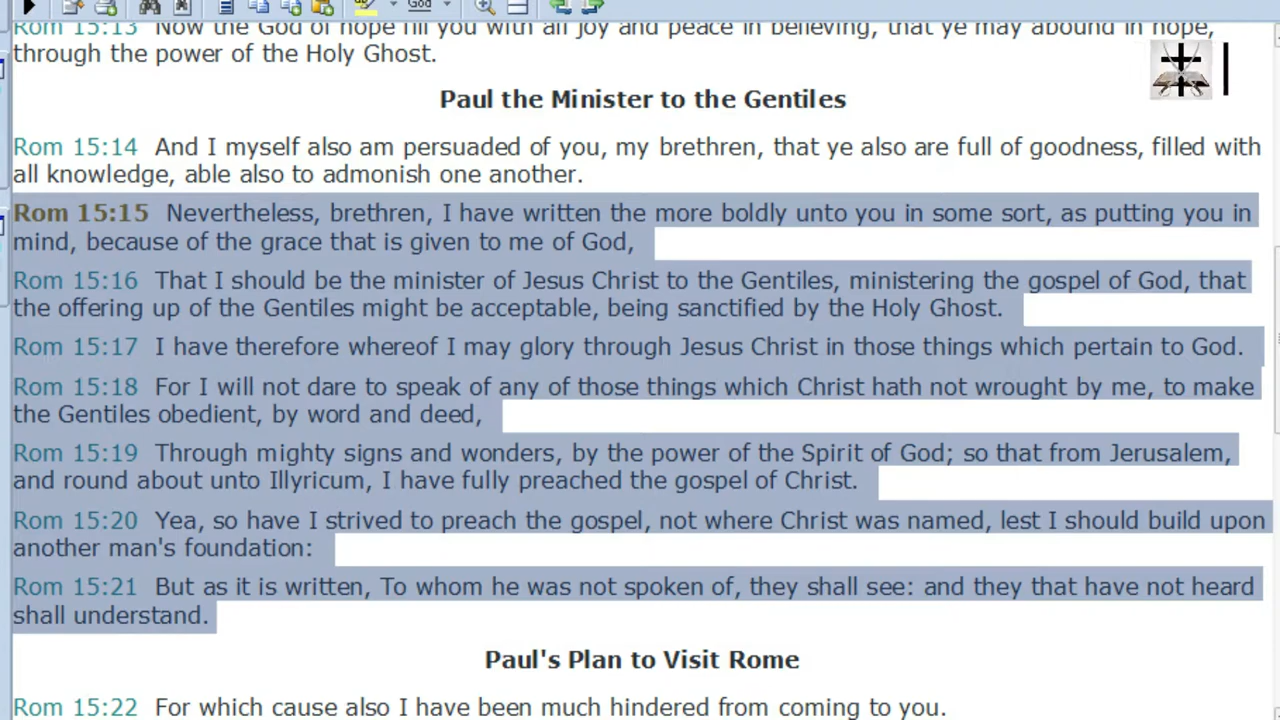 Rom 15:13 Now the God of hope fill you with all joy and peace in believing, that ye may abound in hope,
through the power of the Holy Ghost.
Paul the Minister to the Gentiles
Rom 15:14 And I myself also am persuaded of you, my brethren, that ye also are full of goodness, filled with
all knowledge, able also to admonish one another.
Rom 15:15 Nevertheless, brethren, I have written the more boldly unto you in some sort, as putting you in
mind, because of the grace that is given to me of God,
Rom 15:16 That I should be the minister of Jesus Christ to the Gentiles, ministering the gospel of God, that
the offering up of the Gentiles might be acceptable, being sanctified by the Holy Ghost.
Rom 15:17 I have therefore whereof I may glory through Jesus Christ in those things which pertain to God.
Rom 15:18 For I will not dare to speak of any of those things which Christ hath not wrought by me, to make
the Gentiles obedient, by word and deed,
Rom 15:19 Through mighty signs and wonders, by the power of the Spirit of God; so that from Jerusalem,
and round about unto Illyricum, I have fully preached the gospel of Christ.
Rom 15:20 Yea, so have I strived to preach the gospel, not where Christ was named, lest I should build upon
another man's foundation:
Rom 15:21 But as it is written, To whom he was not spoken of, they shall see: and they that have not heard
shall understand.
Paul's Plan to Visit Rome
Rom 15:22 For which cause also I have been much hindered from coming to you.